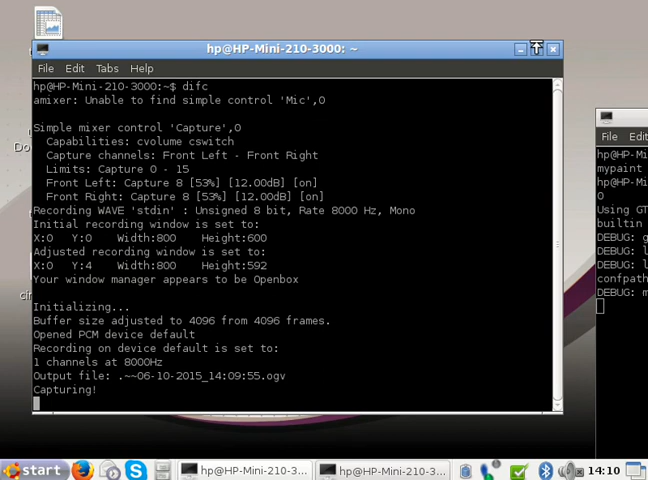 hp@HP-Mini-210-3000: ~
File Edit Tabs Help
hp@HP-Mini-210-3000:~$ difc
amixer: Unable to find simple control 'Mic',0
Simple mixer control 'Capture',0
Capabilities: cvolume cswitch
Capture channels: Front Left - Front Right
Limits: Capture 0 - 15
Front Left: Capture 8 [53%] [12.00dB] [on]
Front Right: Capture 8 [53%] [12.00dB] [on]
Recording WAVE 'stdin' : Unsigned 8 bit, Rate 8000 Hz, Mono
Initial recording window is set to:
X:0 Y:0 Width:800 Height:600
Adjusted recording window is set to:
X:0 Y:4 Width:800 Height:592
Your window manager appears to be Openbox
Initializing...
Buffer size adjusted to 4096 from 4096 frames.
Opened PCM device default
Recording on device default is set to:
1 channels at 8000Hz
Output file: .~~06-10-2015_14:09:55.ogv
Capturing!
File Edi
hp@HP-Mi
mypaint
hp@HP-Mi
0
Using GT
builtin
DEBUG: g
DEBUG: l
DEBUG: l
confpath
DEBUG: m
Do
start
hp@HP-Mini-210-3...
hp@HP-Mini-210-3...
14:10